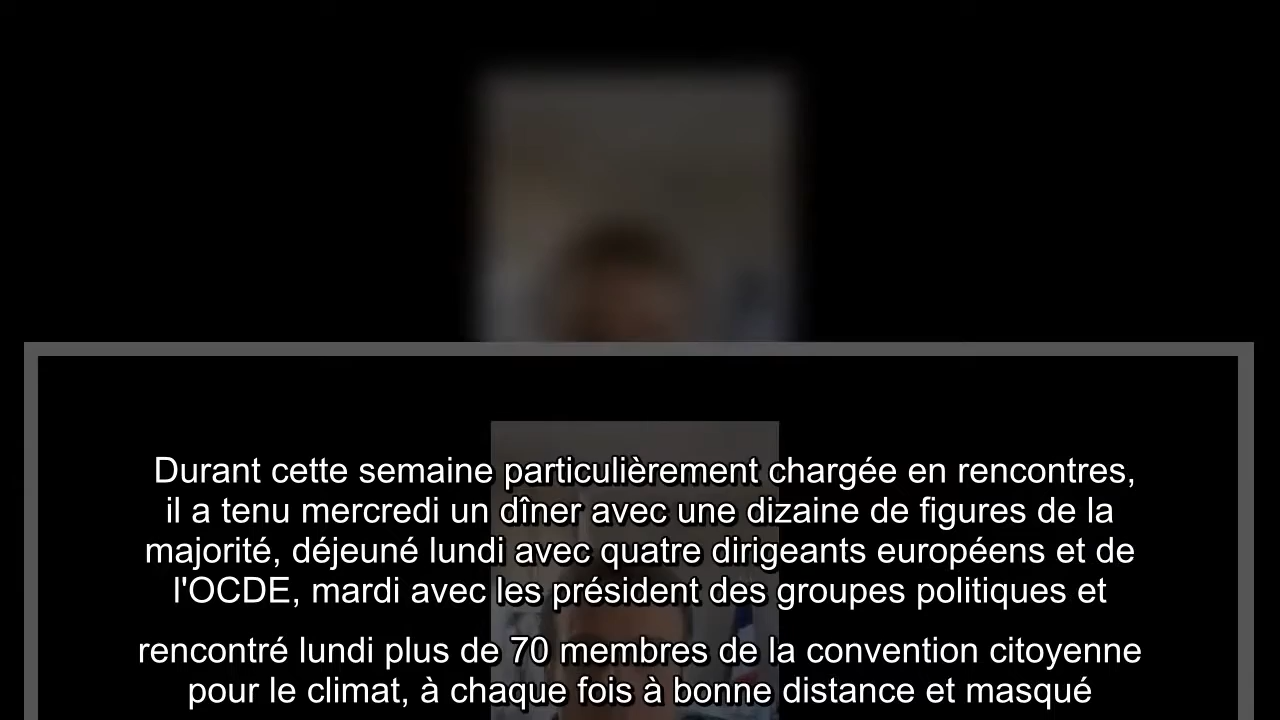 Durant cette semaine particulièrement chargée en rencontres,
il a tenu mercredi un dîner avec une dizaine de figures de la
majorité, déjeuné lundi avec quatre dirigeants européens et de
l'OCDE, mardi avec les président des groupes politiques et
rencontré lundi plus de 70 membres de la convention citoyenne
pour le climat, à chaque fois à bonne distance et masqué